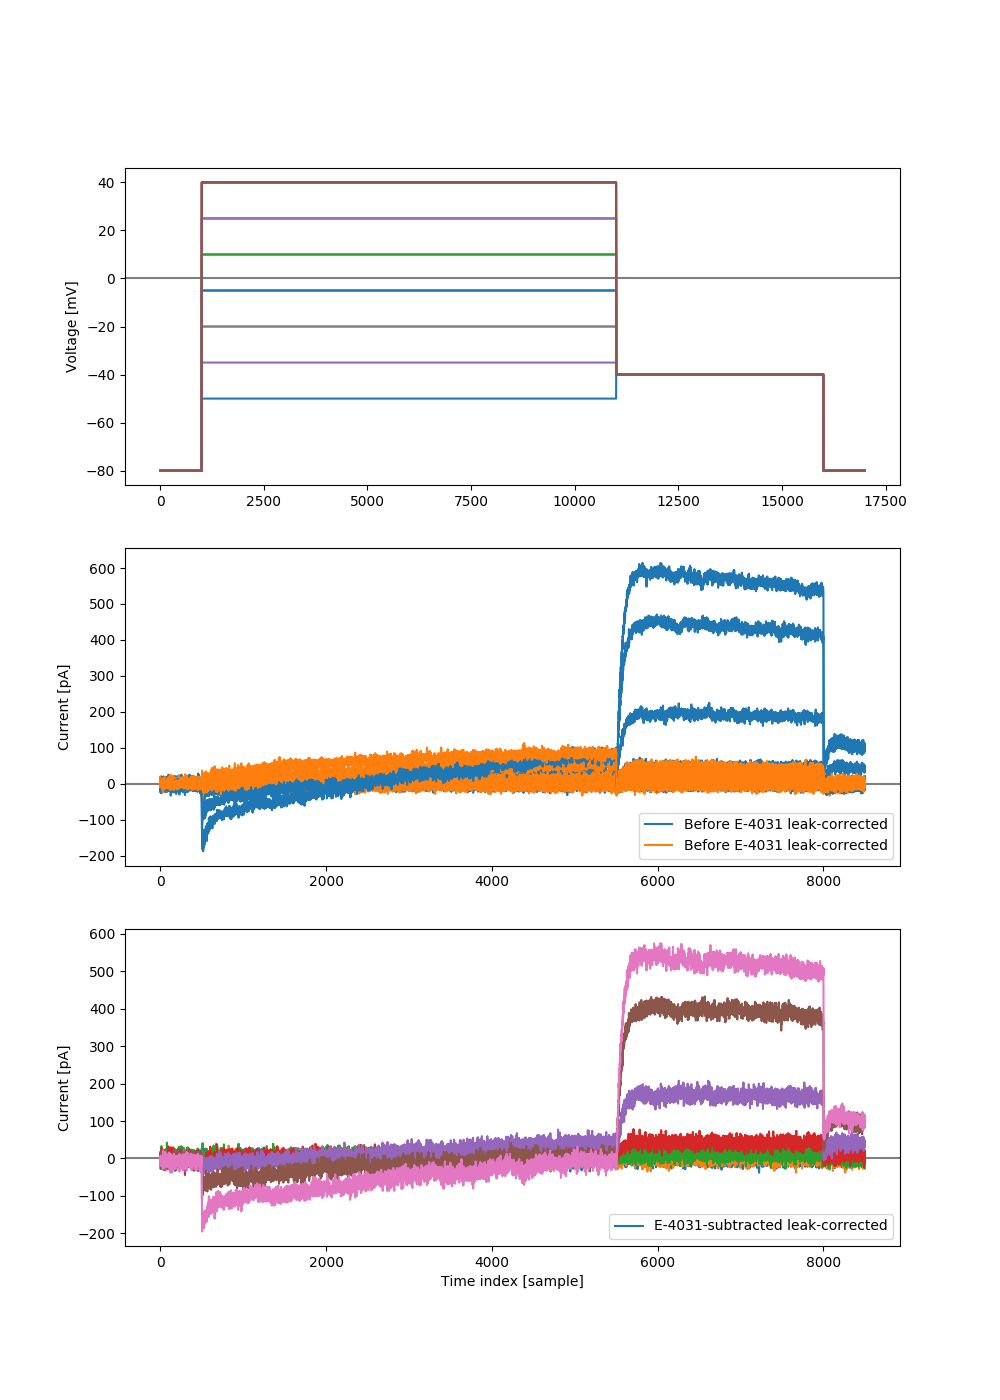 40
20
0
−20
−40
−60
−80
Voltage [mV]
0 2500 5000 7500 10000 12500 15000 17500
600
500
400
300
200
100
0
−100
−200
Current [pA]
Before E-4031 leak-corrected
Before E-4031 leak-corrected
0 2000 4000 6000 8000
600
500
400
300
200
100
0
−100
−200
Current [pA]
E-4031-subtracted leak-corrected
0 2000 4000 6000 8000
Time index [sample]